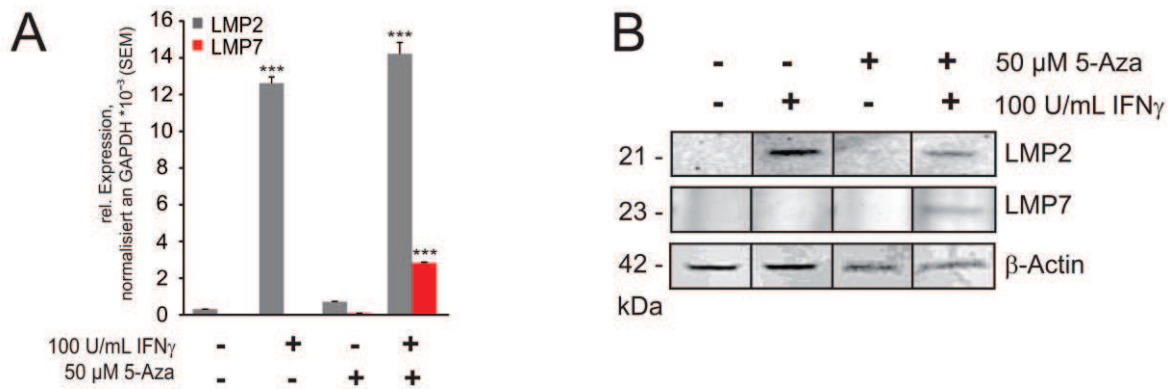 A
rel. Expression,
normalisiert an GAPDH *10⁻³ (SEM)
16
14
12
10
8
6
4
2
0
LMP2
LMP7
***
***
***
100 U/mL IFNγ - + - +
50 µM 5-Aza - - + +
B
- - + + 50 µM 5-Aza
- + - + 100 U/mL IFNγ
21 - LMP2
23 - LMP7
42 - β-Actin
kDa